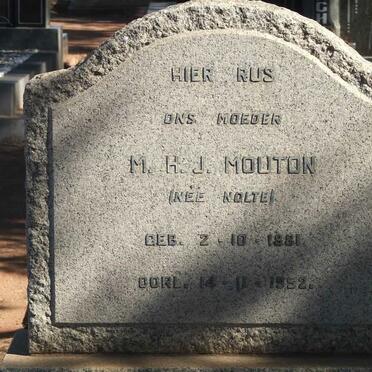 HIER RUS
ONS MOEDER
M. H. J. MOUTON
(NEE NOLTE)
GEB. 2 - 10 - 1881.
OORL. 14 - 11 - 1952.